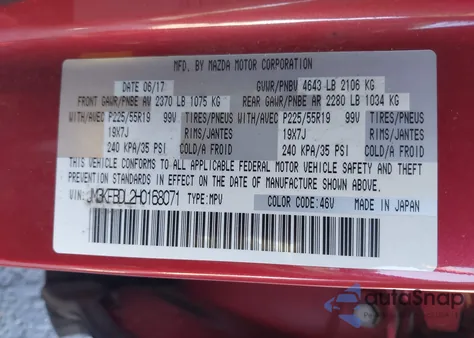 MFD. BY MAZDA MOTOR CORPORATION
DATE 06/17 GVWR/PNBV 4643 LB 2106 KG
FRONT GAWR/PNBE AV 2370 LB 1075 KG REAR GAWR/PNBE AR 2280 LB 1034 KG
WITH/AVEC P225/55R19 99V TIRES/PNEUS WITH/AVEC P225/55R19 99V TIRES/PNEUS
19X7J RIMS/JANTES 19X7J RIMS/JANTES
240 KPA/35 PSI COLD/A FROID 240 KPA/35 PSI COLD/A FROID
THIS VEHICLE CONFORMS TO ALL APPLICABLE FEDERAL MOTOR VEHICLE SAFETY AND THEFT
PREVENTION STANDARDS IN EFFECT ON THE DATE OF MANUFACTURE SHOWN ABOVE.
JM3KFBDL2H0168071 TYPE:MPV COLOR CODE:46V MADE IN JAPAN
autoSnap